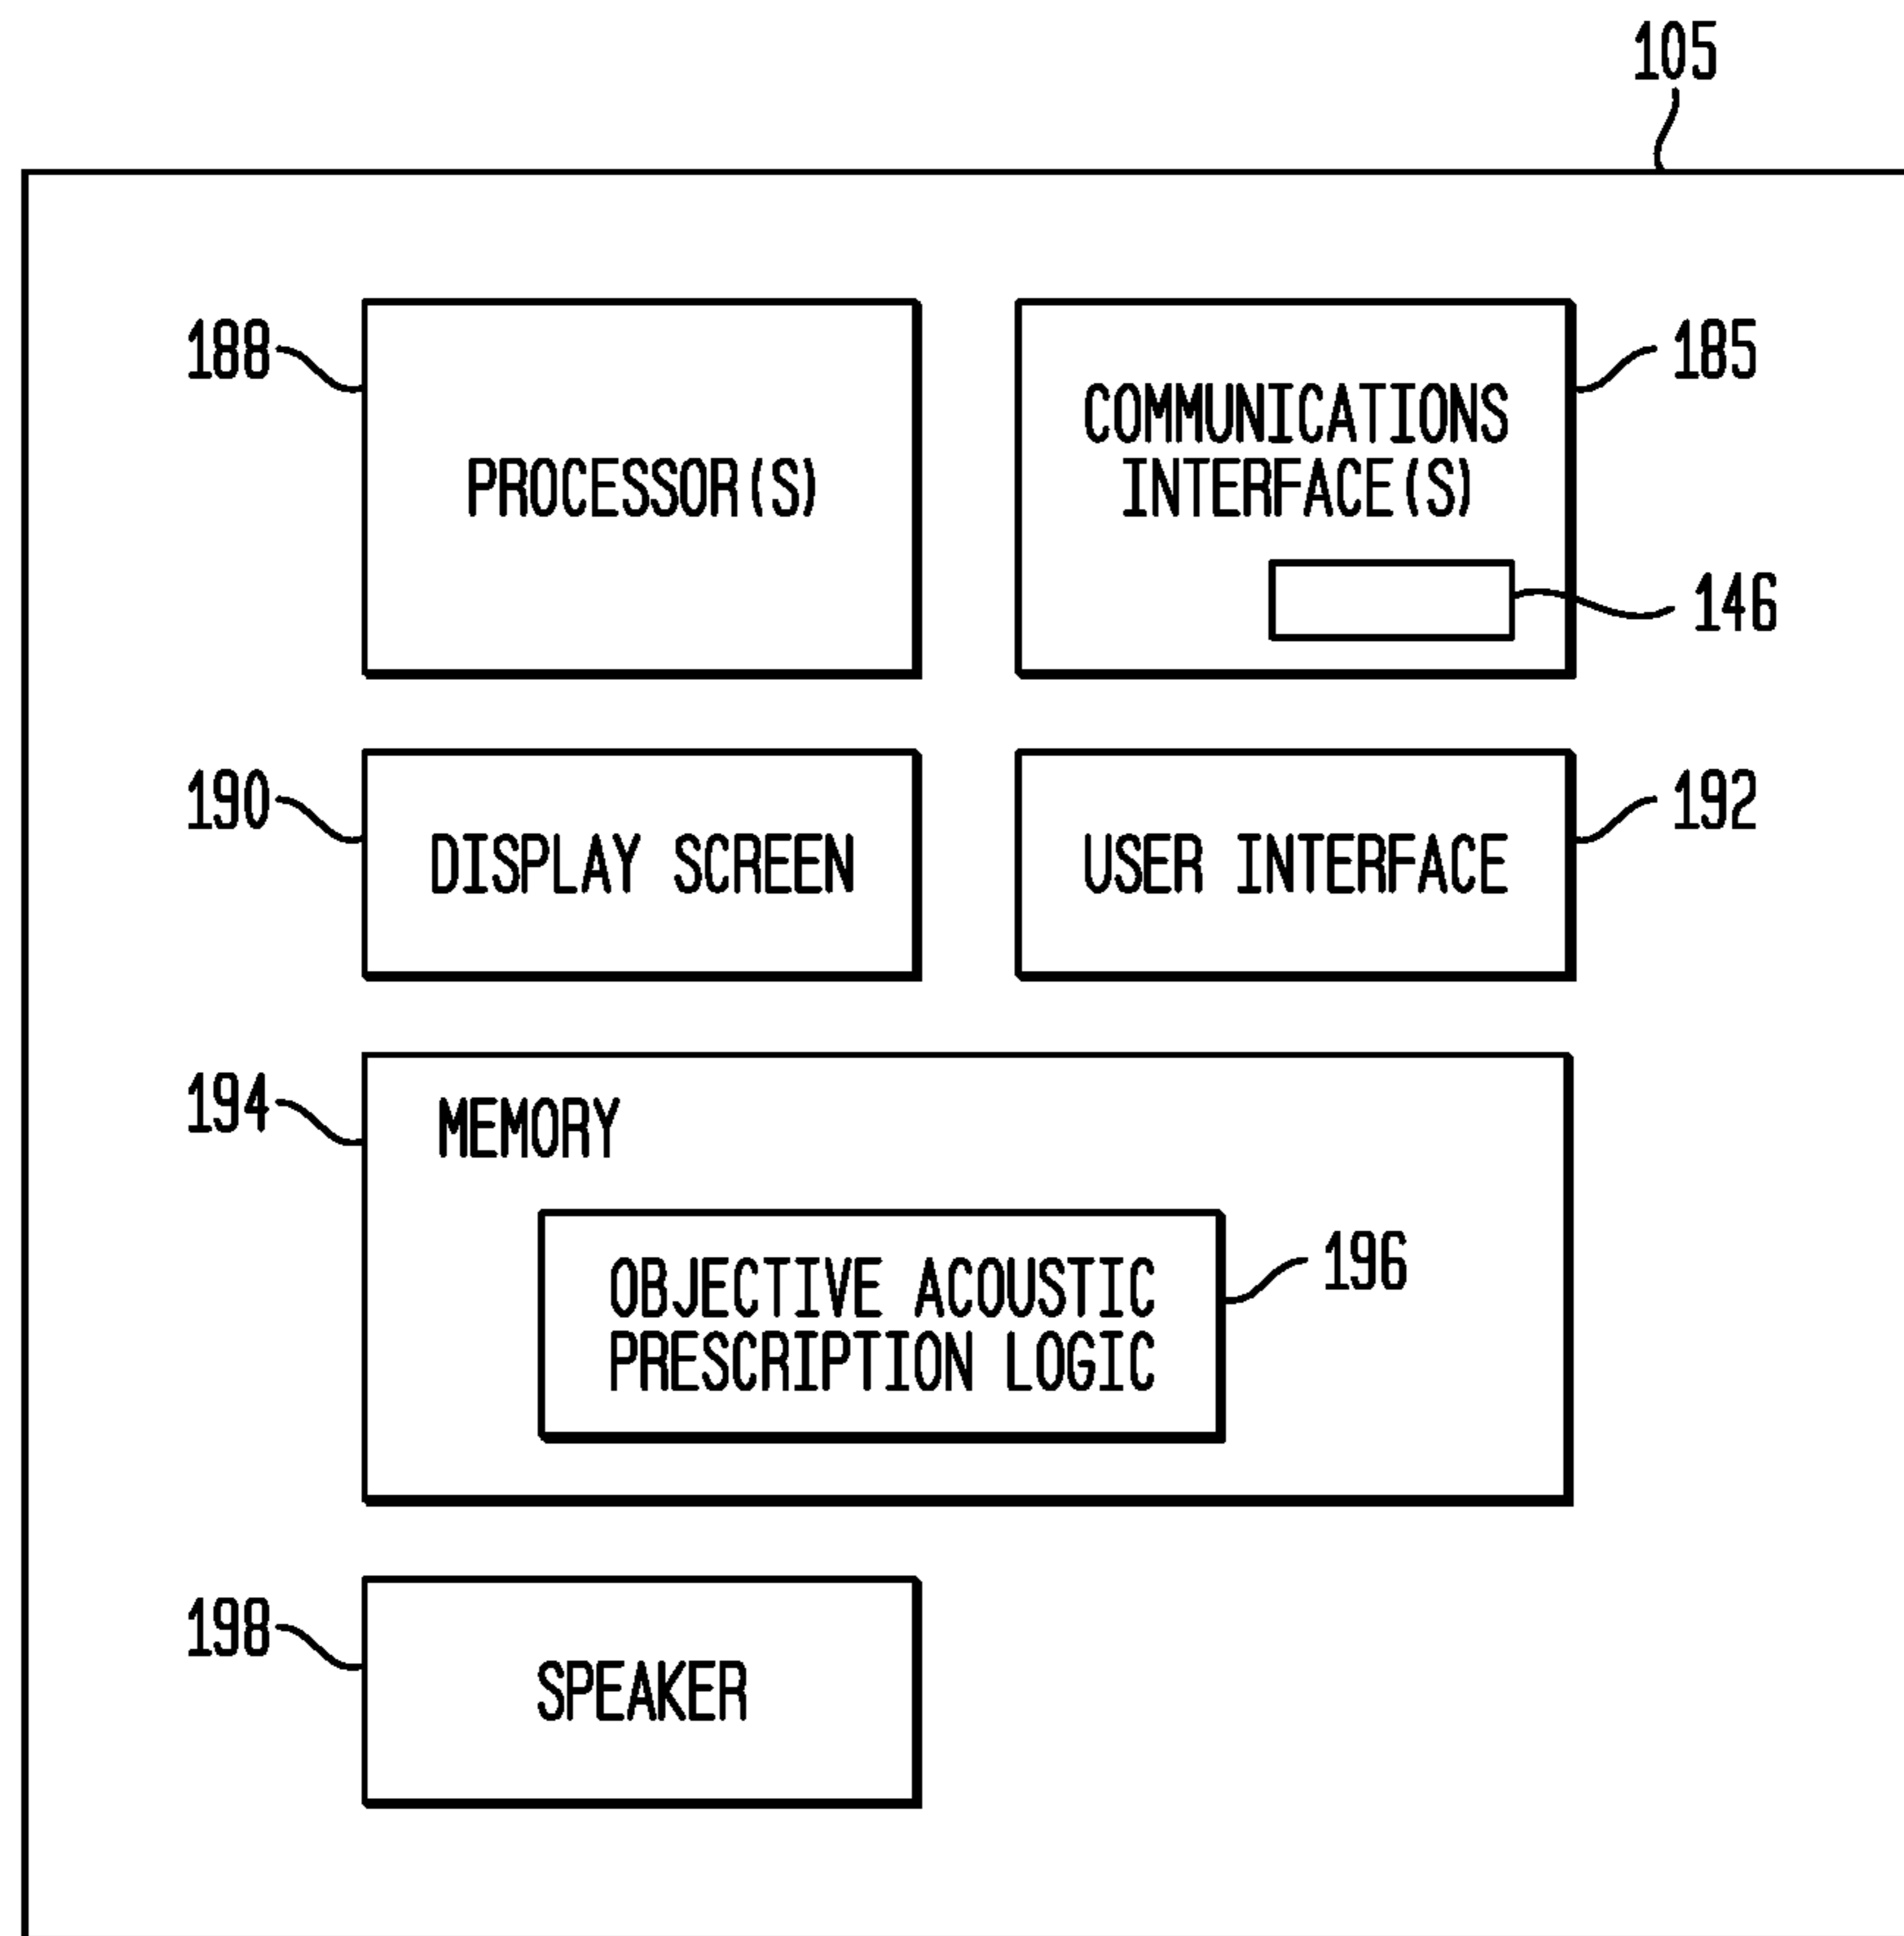 105
188
PROCESSOR(S)
COMMUNICATIONS
INTERFACE(S)
185
146
190
DISPLAY SCREEN
USER INTERFACE
192
194
MEMORY
OBJECTIVE ACOUSTIC
PRESCRIPTION LOGIC
196
198
SPEAKER